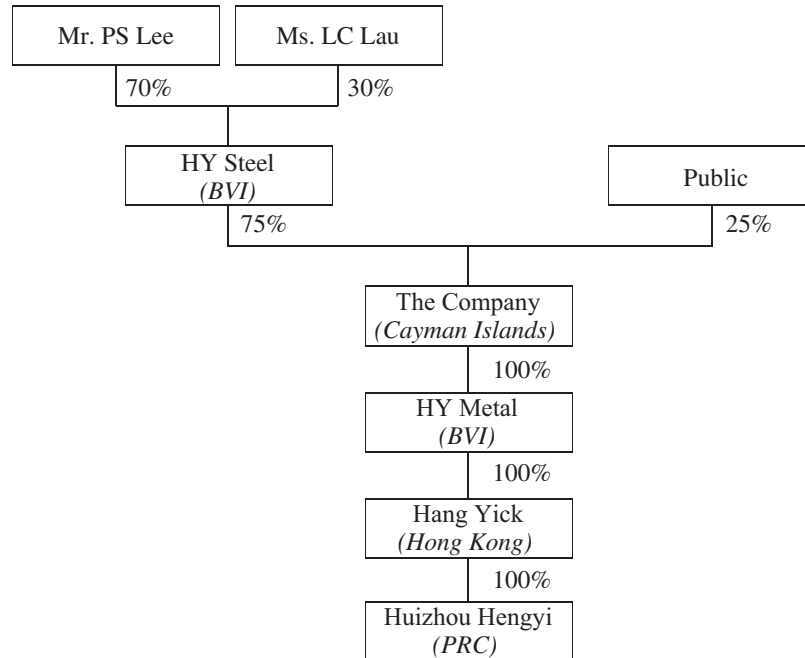 Mr. PS Lee
Ms. LC Lau
70%
30%
HY Steel
(BVI)
Public
75%
25%
The Company
(Cayman Islands)
100%
HY Metal
(BVI)
100%
Hang Yick
(Hong Kong)
100%
Huizhou Hengyi
(PRC)